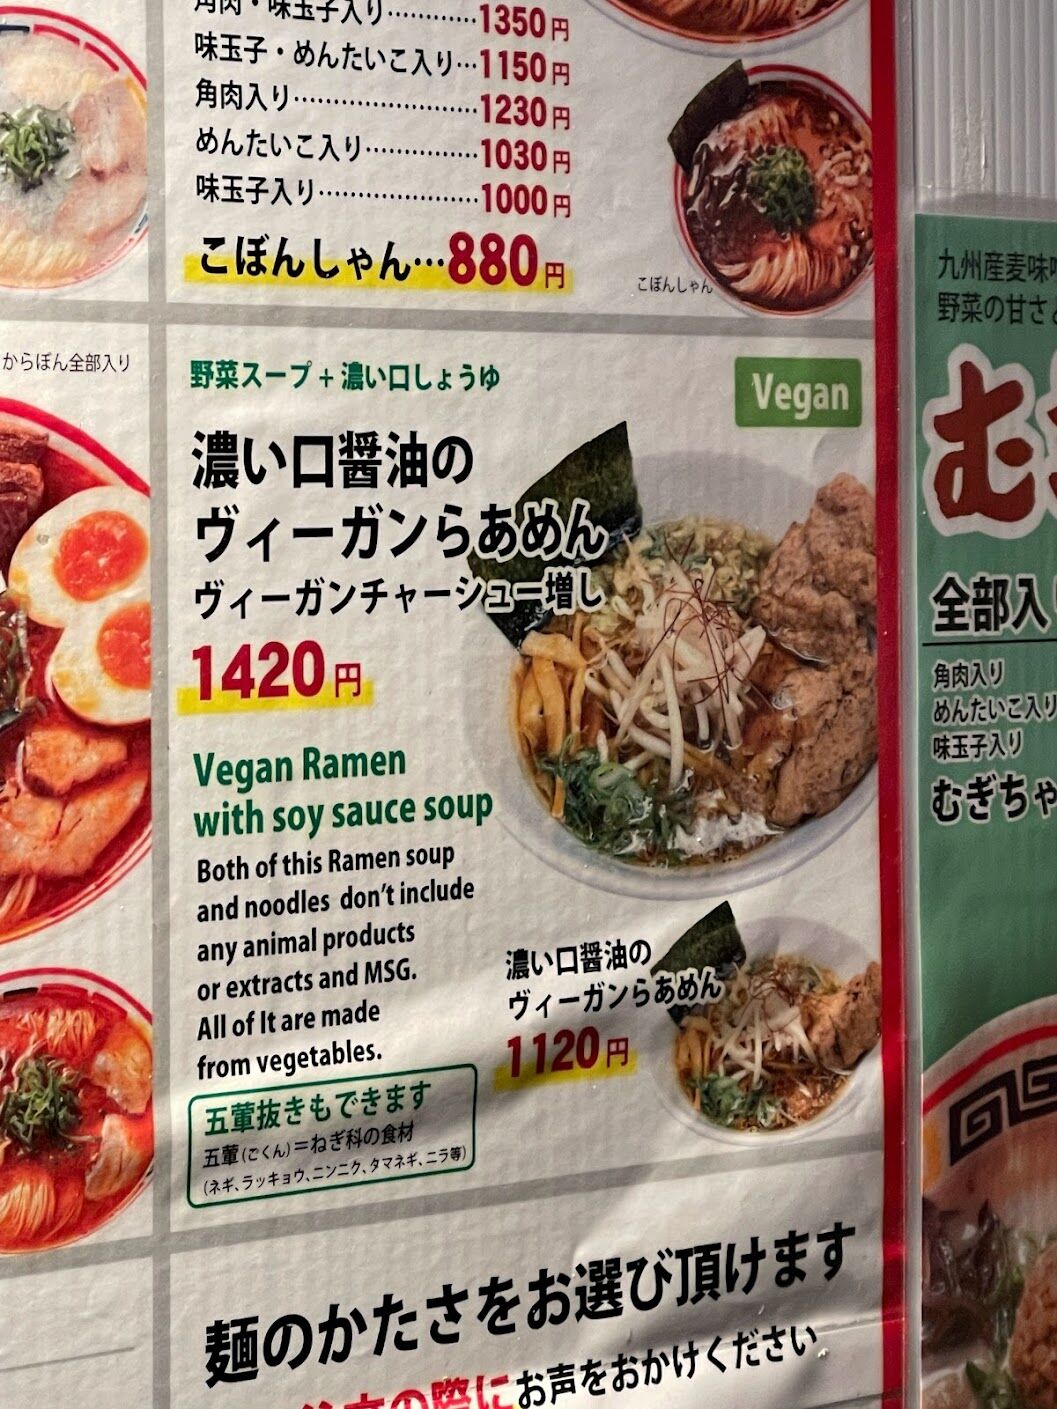 角肉・味玉子入り…………1350円
味玉子・めんたいこ入り…1150円
角肉入り……………………1230円
めんたいこ入り……………1030円
味玉子入り…………………1000円
こぼんしゃん…880円
こぼんしゃん
からぼん全部入り
野菜スープ+濃い口しょうゆ
Vegan
濃い口醤油の
ヴィーガンらあめん
ヴィーガンチャーシュー増し
1420円
Vegan Ramen
with soy sauce soup
Both of this Ramen soup
and noodles don't include
any animal products
or extracts and MSG.
All of It are made
from vegetables.
濃い口醤油の
ヴィーガンらあめん
1120円
五葷抜きもできます
五葷(ごくん)=ねぎ科の食材
(ネギ、ラッキョウ、ニンニク、タマネギ、ニラ等)
麺のかたさをお選び頂けます
の際にお声をおかけください
九州産麦味
野菜の甘さ
む
全部入
角肉入り
めんたいこ入り
味玉子入り
むぎちゃ